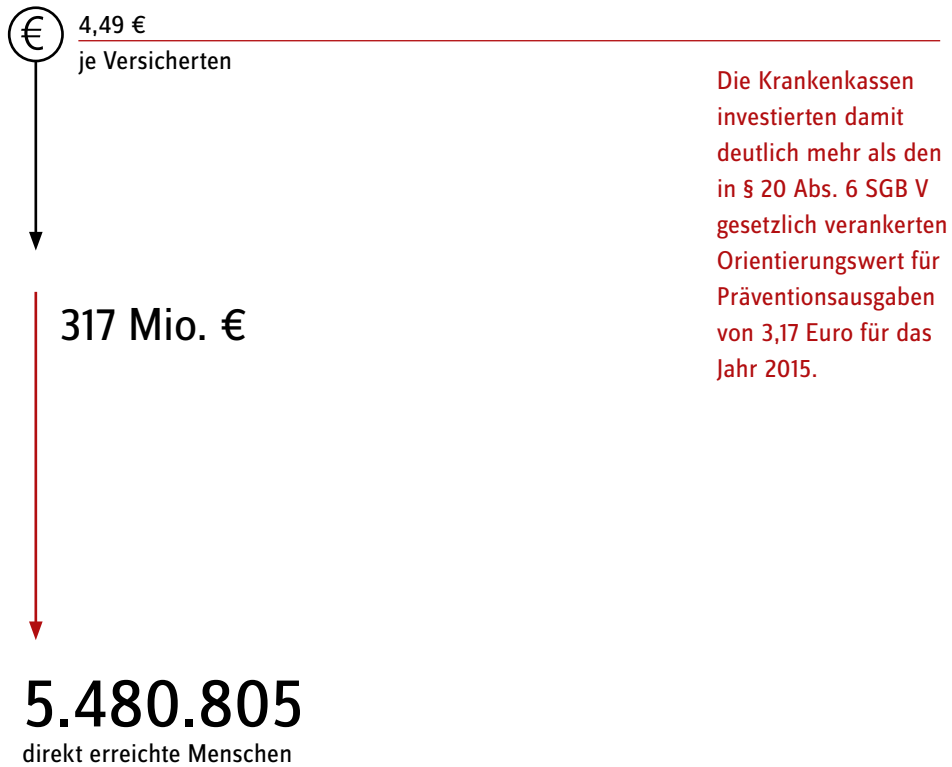 €
4,49 €
je Versicherten
Die Krankenkassen
investierten damit
deutlich mehr als den
in § 20 Abs. 6 SGB V
gesetzlich verankerten
Orientierungswert für
Präventionsausgaben
von 3,17 Euro für das
Jahr 2015.
317 Mio. €
5.480.805
direkt erreichte Menschen